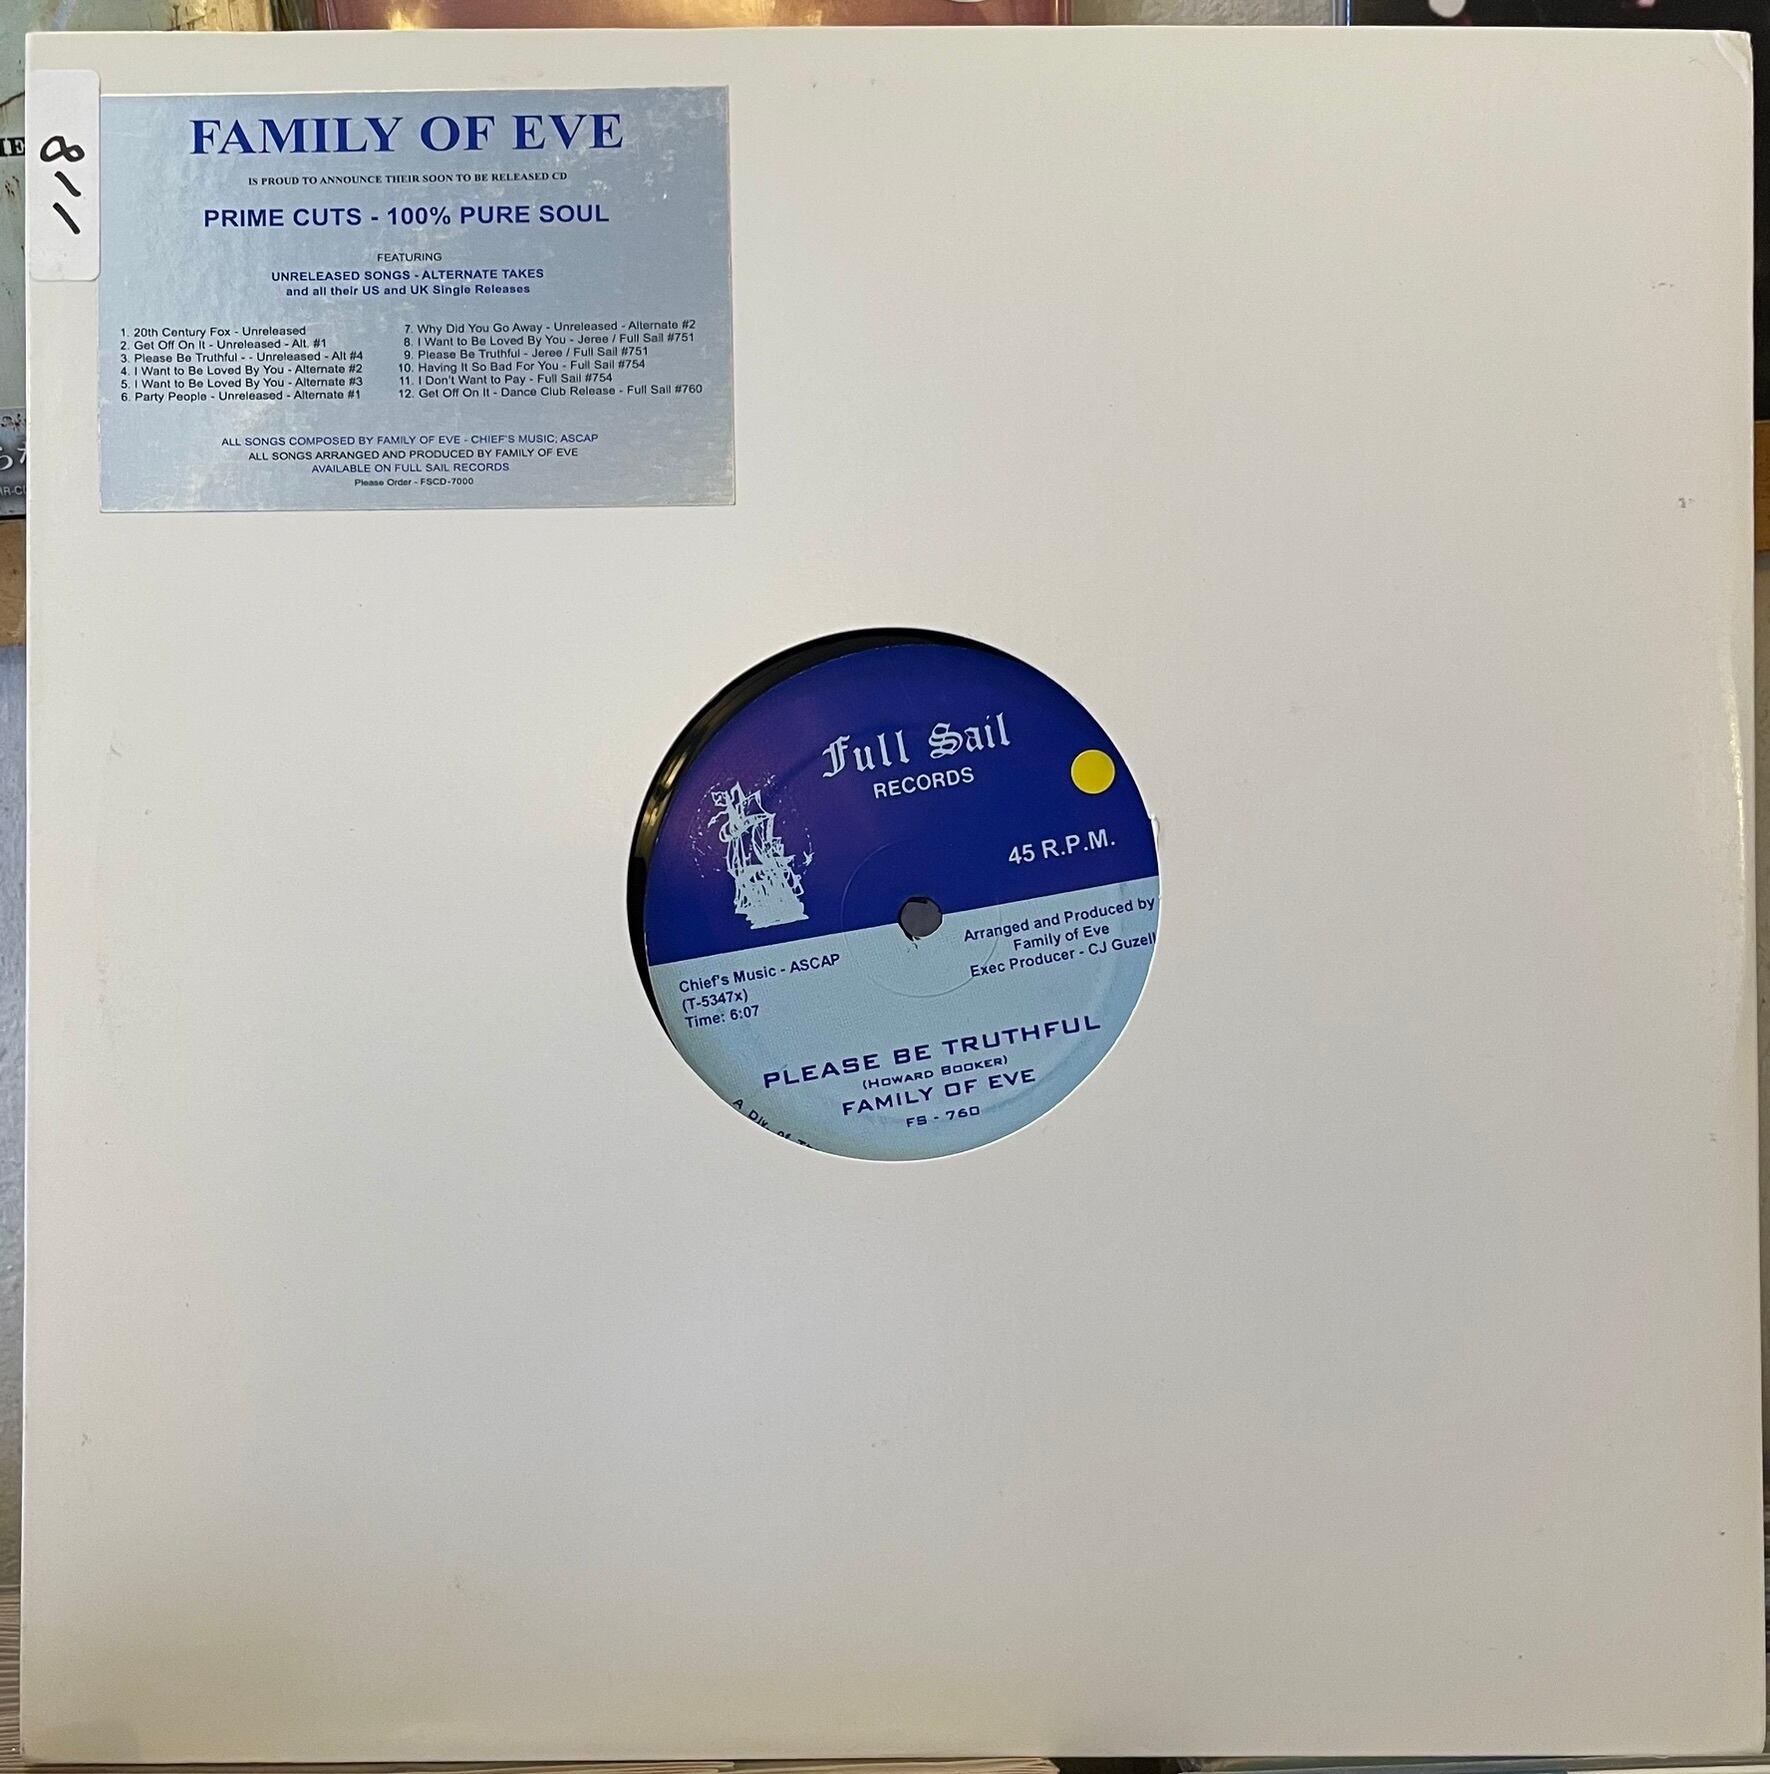 118
FAMILY OF EVE
IS PROUD TO ANNOUNCE THEIR SOON TO BE RELEASED CD
PRIME CUTS - 100% PURE SOUL
FEATURING
UNRELEASED SONGS - ALTERNATE TAKES
and all their US and UK Single Releases
1. 20th Century Fox - Unreleased
2. Get Off On It - Unreleased - Alt. #1
3. Please Be Truthful - - Unreleased - Alt #4
4. I Want to Be Loved By You - Alternate #2
5. I Want to Be Loved By You - Alternate #3
6. Party People - Unreleased - Alternate #1
7. Why Did You Go Away - Unreleased - Alternate #2
8. I Want to Be Loved By You - Jeree / Full Sail #751
9. Please Be Truthful - Jeree / Full Sail #751
10. Having It So Bad For You - Full Sail #754
11. I Don't Want to Pay - Full Sail #754
12. Get Off On It - Dance Club Release - Full Sail #760
ALL SONGS COMPOSED BY FAMILY OF EVE - CHIEF'S MUSIC; ASCAP
ALL SONGS ARRANGED AND PRODUCED BY FAMILY OF EVE
AVAILABLE ON FULL SAIL RECORDS
Please Order - FSCD-7000
Full Sail
RECORDS
45 R.P.M.
Arranged and Produced by
Family of Eve
Exec Producer - CJ Guzell
Chief's Music - ASCAP
(T-5347x)
Time: 6:07
PLEASE BE TRUTHFUL
(HOWARD BOOKER)
FAMILY OF EVE
FS - 760
A Div. of